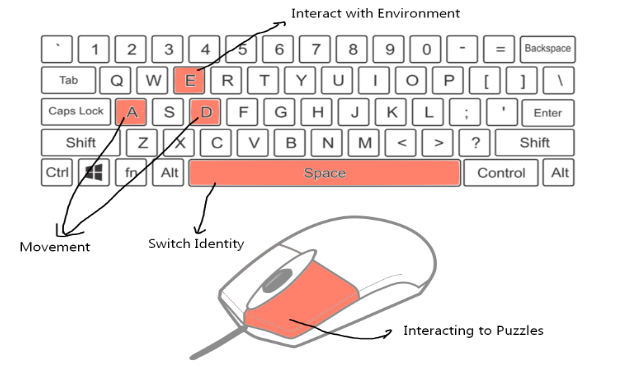 Interact with Environment
` 1 2 3 4 5 6 7 8 9 0 - = Backspace
Tab Q W E R T Y U I O P [ ] \
Caps Lock A S D F G H J K L ; ' Enter
Shift Z X C V B N M < > ? Shift
Ctrl fn Alt Space Control Alt
Movement
Switch Identity
Interacting to Puzzles